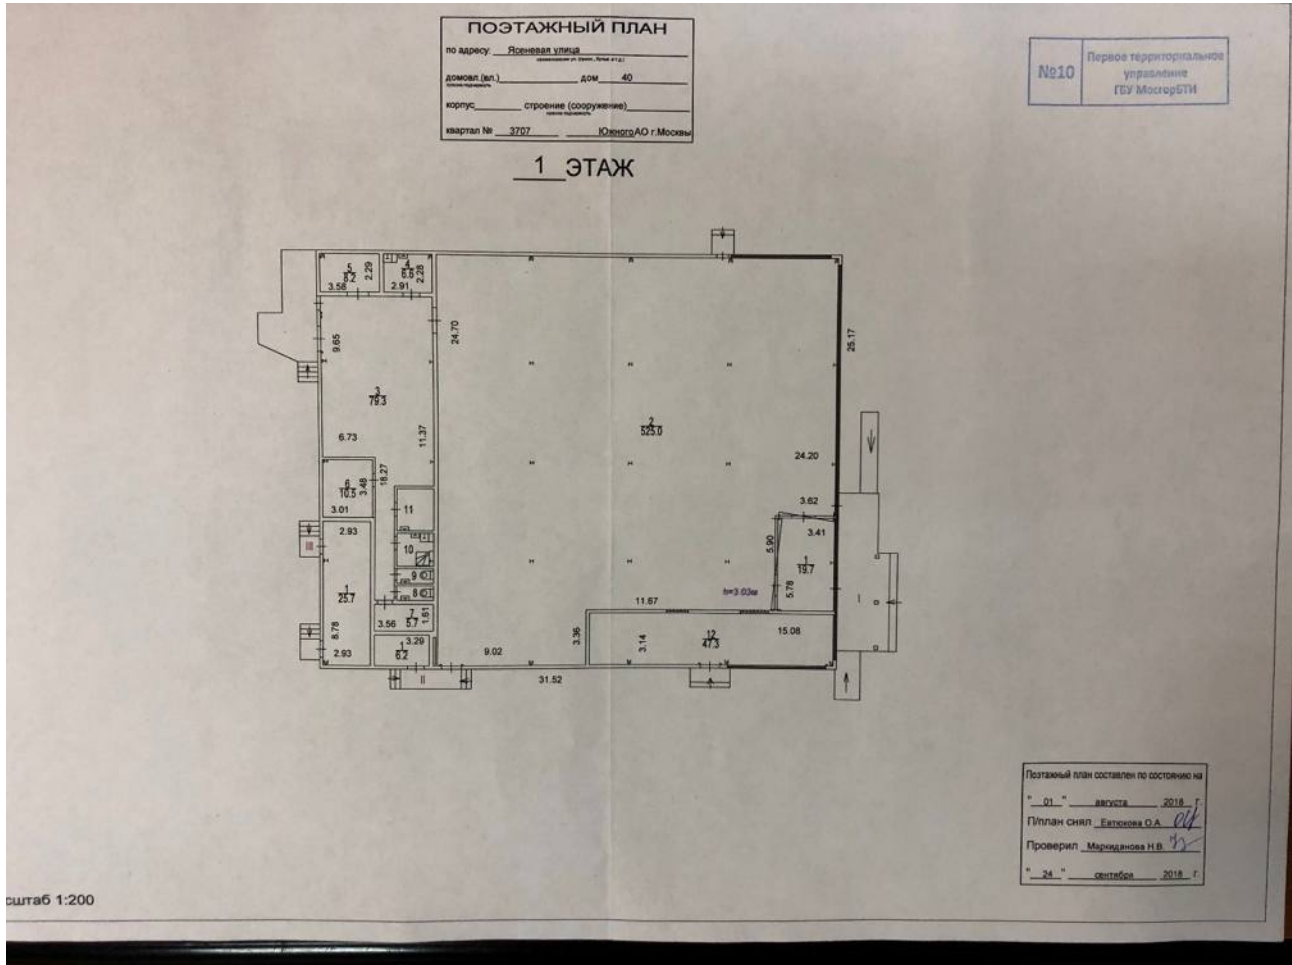 ПОЭТАЖНЫЙ ПЛАН
по адресу: Ясеневая улица
домовл.(вл.) дом 40
корпус строение (сооружение)
квартал № 3707 Южного АО г.Москвы
1 ЭТАЖ
№10
Первое территориальное
управление
ГБУ МосгорБТИ
5
8.2
2.29
3.58
4
6.6
2.28
2.91
9.65
24.70
25.17
3
79.3
2
525.0
6.73
11.37
18.27
24.20
6
10.5
3.48
3.01
11
3.62
2.93
3.41
10
5.90
1
19.7
5.78
III
1
25.7
9
8
h=3.03м
I
11.67
7
5.7
1.61
3.56
8.78
3.29
1
6.2
2.93
9.02
3.36
3.14
12
47.3
15.08
II
31.52
Поэтажный план составлен по состоянию на
" 01 " августа 2018 г.
П/план снял Евтюхова О.А.
Проверил Маркиданова Н.В.
" 24 " сентября 2018 г.
сштаб 1:200